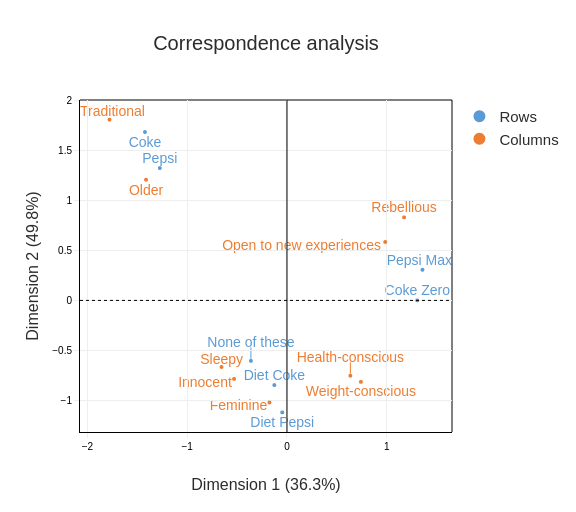 Correspondence analysis
Rows
Columns
Dimension 2 (49.8%)
2
1.5
1
0.5
0
−0.5
−1
Traditional
Coke
Pepsi
Older
Rebellious
Open to new experiences
Pepsi Max
Coke Zero
None of these
Sleepy
Health-conscious
Innocent
Diet Coke
Weight-conscious
Feminine
Diet Pepsi
−2
−1
0
1
Dimension 1 (36.3%)